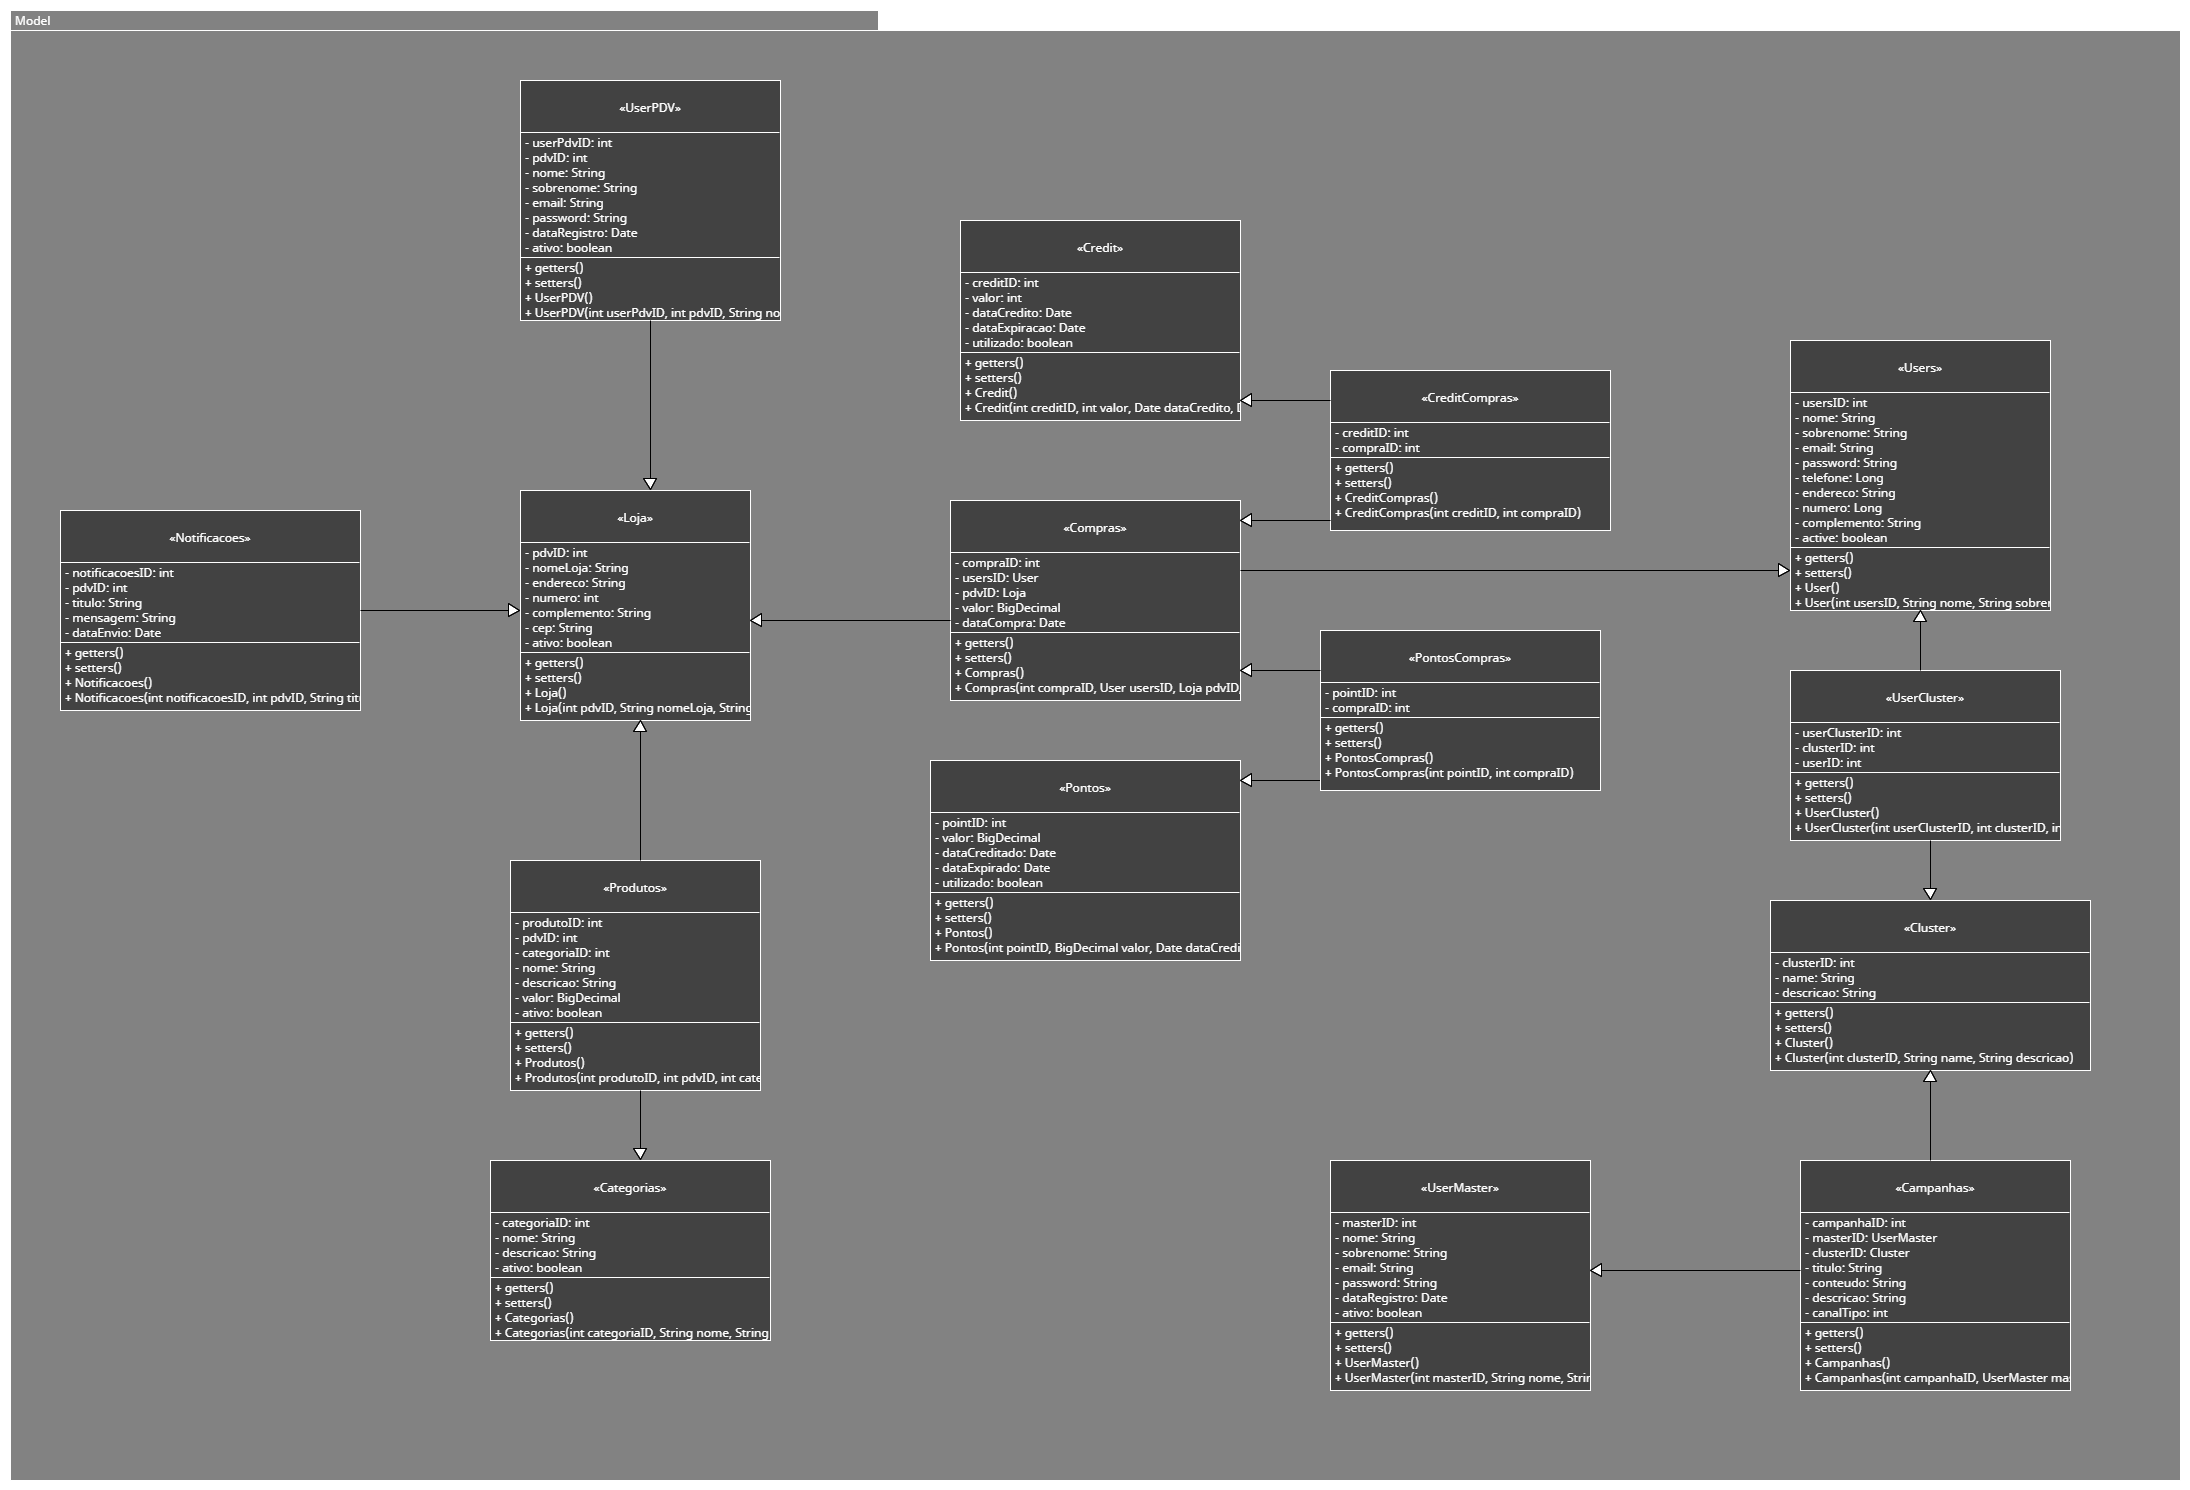 Model
«UserPDV»
- userPdvID: int
- pdvID: int
- nome: String
- sobrenome: String
- email: String
- password: String
- dataRegistro: Date
- ativo: boolean
+ getters()
+ setters()
+ UserPDV()
+ UserPDV(int userPdvID, int pdvID, String no
«Credit»
- creditID: int
- valor: int
- dataCredito: Date
- dataExpiracao: Date
- utilizado: boolean
+ getters()
+ setters()
+ Credit()
+ Credit(int creditID, int valor, Date dataCredito,
«CreditCompras»
- creditID: int
- compraID: int
+ getters()
+ setters()
+ CreditCompras()
+ CreditCompras(int creditID, int compraID)
«Users»
- usersID: int
- nome: String
- sobrenome: String
- email: String
- password: String
- telefone: Long
- endereco: String
- numero: Long
- complemento: String
- active: boolean
+ getters()
+ setters()
+ User()
+ User(int usersID, String nome, String sobrer
«Notificacoes»
- notificacoesID: int
- pdvID: int
- titulo: String
- mensagem: String
- dataEnvio: Date
+ getters()
+ setters()
+ Notificacoes()
+ Notificacoes(int notificacoesID, int pdvID, String tit
«Loja»
- pdvID: int
- nomeLoja: String
- endereco: String
- numero: int
- complemento: String
- cep: String
- ativo: boolean
+ getters()
+ setters()
+ Loja()
+ Loja(int pdvID, String nomeLoja, String
«Compras»
- compraID: int
- usersID: User
- pdvID: Loja
- valor: BigDecimal
- dataCompra: Date
+ getters()
+ setters()
+ Compras()
+ Compras(int compraID, User usersID, Loja pdvID,
«PontosCompras»
- pointID: int
- compraID: int
+ getters()
+ setters()
+ PontosCompras()
+ PontosCompras(int pointID, int compraID)
«UserCluster»
- userClusterID: int
- clusterID: int
- userID: int
+ getters()
+ setters()
+ UserCluster()
+ UserCluster(int userClusterID, int clusterID, in
«Pontos»
- pointID: int
- valor: BigDecimal
- dataCreditado: Date
- dataExpirado: Date
- utilizado: boolean
+ getters()
+ setters()
+ Pontos()
+ Pontos(int pointID, BigDecimal valor, Date dataCredi
«Produtos»
- produtoID: int
- pdvID: int
- categoriaID: int
- nome: String
- descricao: String
- valor: BigDecimal
- ativo: boolean
+ getters()
+ setters()
+ Produtos()
+ Produtos(int produtoID, int pdvID, int cate
«Cluster»
- clusterID: int
- name: String
- descricao: String
+ getters()
+ setters()
+ Cluster()
+ Cluster(int clusterID, String name, String descricao)
«Categorias»
- categoriaID: int
- nome: String
- descricao: String
- ativo: boolean
+ getters()
+ setters()
+ Categorias()
+ Categorias(int categoriaID, String nome, String
«UserMaster»
- masterID: int
- nome: String
- sobrenome: String
- email: String
- password: String
- dataRegistro: Date
- ativo: boolean
+ getters()
+ setters()
+ UserMaster()
+ UserMaster(int masterID, String nome, Strin
«Campanhas»
- campanhaID: int
- masterID: UserMaster
- clusterID: Cluster
- titulo: String
- conteudo: String
- descricao: String
- canalTipo: int
+ getters()
+ setters()
+ Campanhas()
+ Campanhas(int campanhaID, UserMaster mas